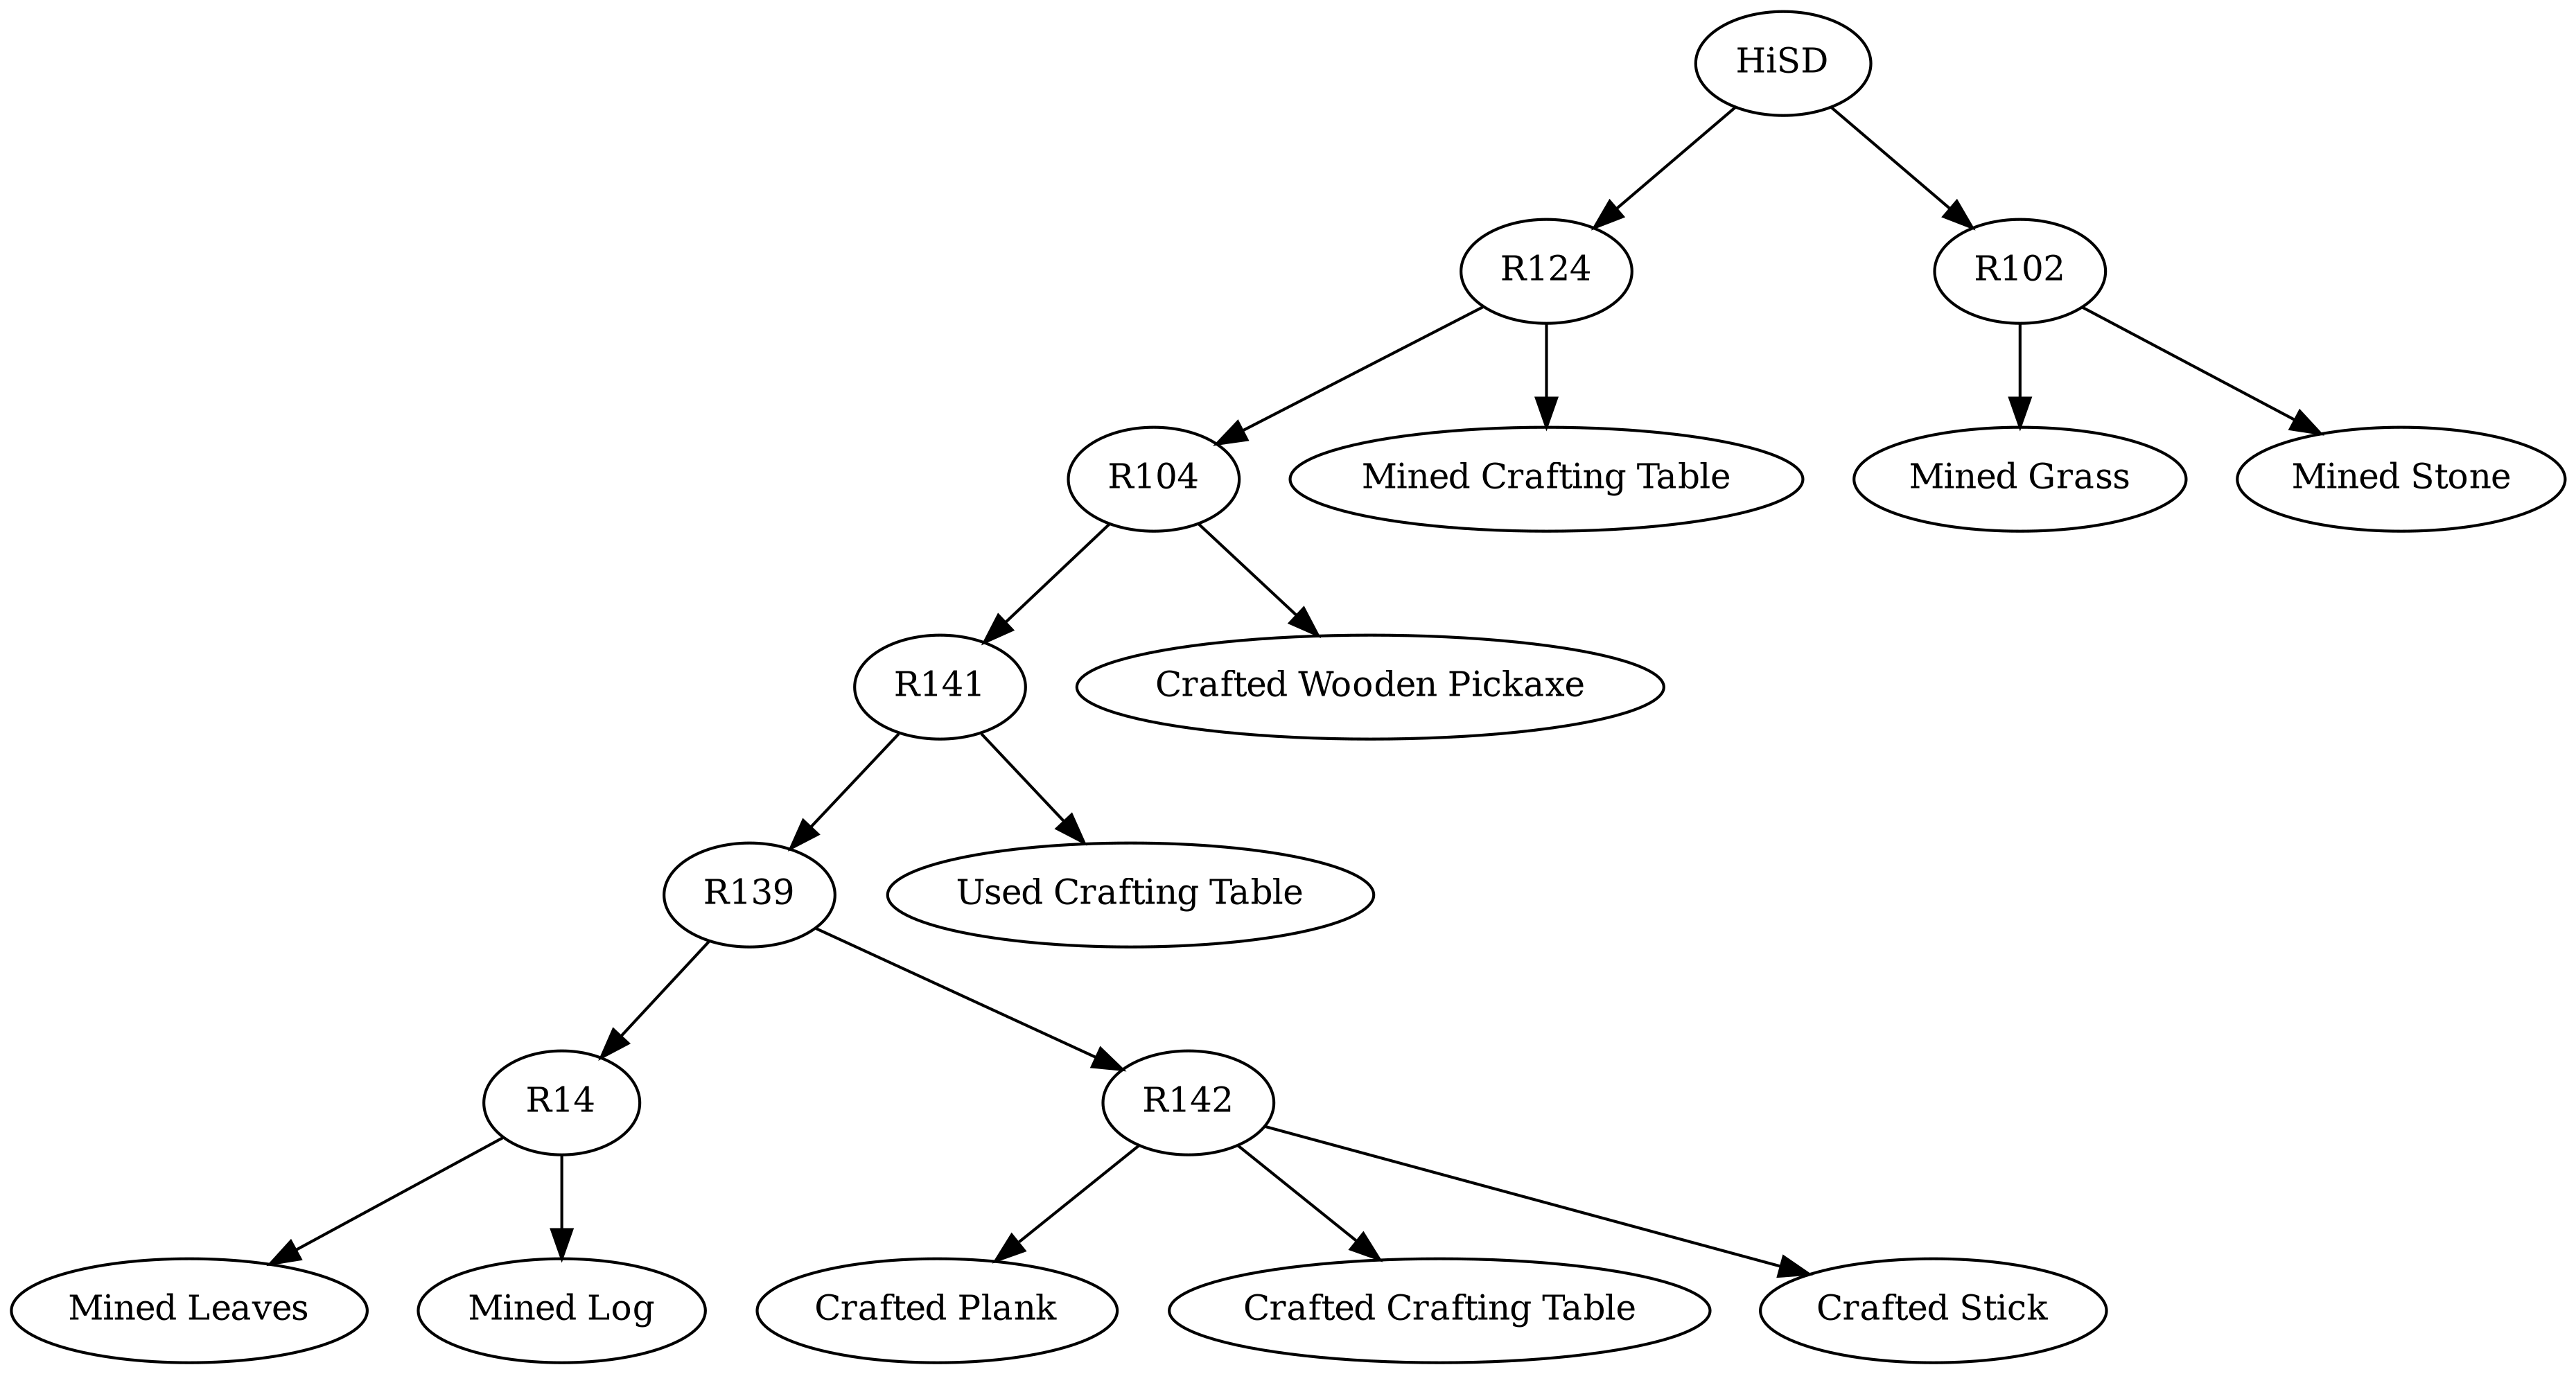 HiSD
R124
R102
R104
Mined Crafting Table
Mined Grass
Mined Stone
R141
Crafted Wooden Pickaxe
R139
Used Crafting Table
R14
R142
Mined Leaves
Mined Log
Crafted Plank
Crafted Crafting Table
Crafted Stick